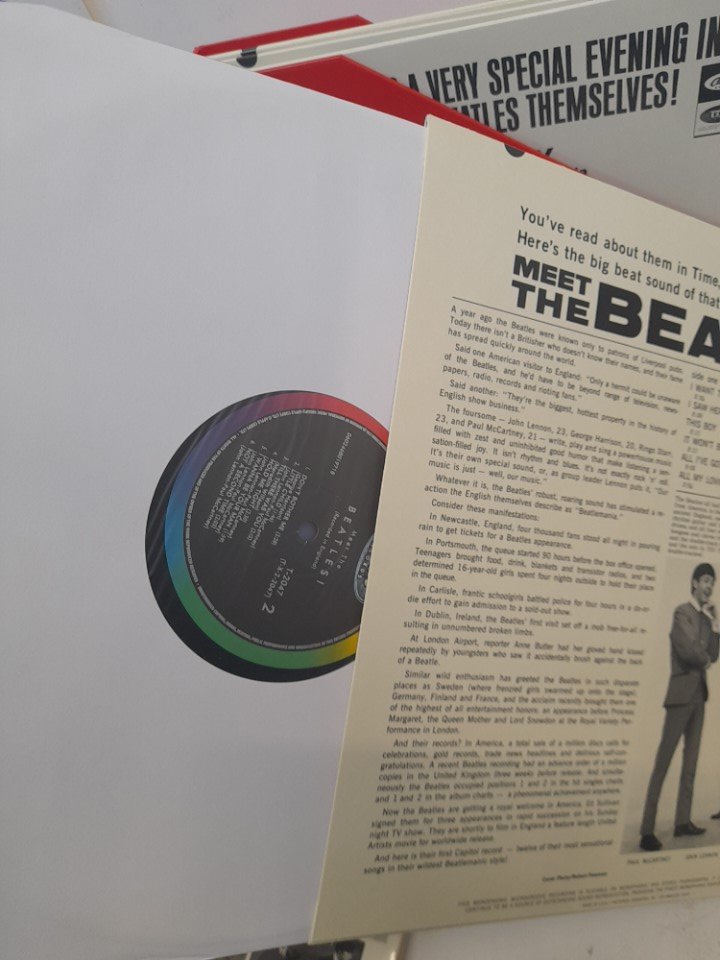 A VERY SPECIAL EVENING IN
BEATLES THEMSELVES!
You've read about them in Time,
Here's the big beat sound of that
MEET
THE BEA
A year ago the Beatles were known only to patrons of Liverpool pubs.
Today there isn't a Britisher who doesn't know their names, and their fame
has spread quickly around the world.
Said one American visitor to England: "Only a hermit could be unaware
of the Beatles, and he'd have to be beyond range of television, news-
papers, radio, records and rioting fans."
Said another: "They're the biggest, hottest property in the history of
English show business."
The foursome — John Lennon, 23, George Harrison, 20, Ringo Starr,
23, and Paul McCartney, 21 — write, play and sing a powerhouse music
filled with zest and uninhibited good humor that make listening a sen-
sation-filled joy. It isn't rhythm and blues. It's not exactly rock 'n' roll.
It's their own special sound, or, as group leader Lennon puts it, "Our
music is just — well, our music."
Whatever it is, the Beatles' robust, roaring sound has stimulated a re-
action the English themselves describe as "Beatlemania."
Consider these manifestations:
In Newcastle, England, four thousand fans stood all night in pouring
rain to get tickets for a Beatles appearance.
In Portsmouth, the queue started 90 hours before the box office opened.
Teenagers brought food, drink, blankets and transistor radios, and two
determined 16-year-old girls spent four nights outside to hold their place
in the queue.
In Carlisle, frantic schoolgirls battled police for four hours in a do-or-
die effort to gain admission to a sold-out show.
In Dublin, Ireland, the Beatles' first visit set off a mob free-for-all re-
sulting in unnumbered broken limbs.
At London Airport, reporter Anne Butler had her gloved hand kissed
repeatedly by youngsters who saw it accidentally brush against the back
of a Beatle.
Similar wild enthusiasm has greeted the Beatles in such disparate
places as Sweden (where frenzied girls swarmed up onto the stage),
Germany, Finland and France, and the acclaim recently brought them one
of the highest of all entertainment honors: an appearance before Princess
Margaret, the Queen Mother and Lord Snowdon at the Royal Variety Per-
formance in London.
And their records? In America, a total sale of a million discs calls for
celebrations, gold records, trade news headlines and delirious self-con-
gratulations. A recent Beatles recording had an advance order of a million
copies in the United Kingdom three weeks before release. And simulta-
neously the Beatles occupied positions 1 and 2 in the hit singles charts,
and 1 and 2 in the album charts — a phenomenal achievement anywhere.
Now the Beatles are getting a royal welcome in America. Ed Sullivan
signed them for three appearances in rapid succession on his Sunday
night TV show. They are shortly to film in England a feature length United
Artists movie for worldwide release.
And here is their first Capitol record — twelve of their most sensational
songs in their wildest Beatlemanic style!
side one
I WANT
I SAW HE
THIS BOY
IT WON'T
ALL I'VE GO
ALL MY LOV
PAUL McCARTNEY
JOHN LENNON
Meet The
BEATLES!
(Recorded in England)
T-2047
(T X-2-2047)
2
1. DON'T BOTHER ME
2. LITTLE CHILD